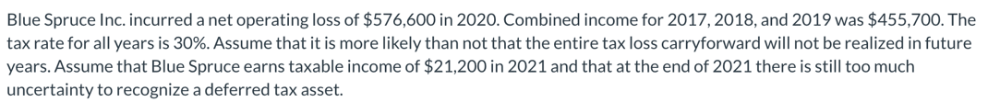 Blue Spruce Inc. incurred a net operating loss of $576,600 in 2020. Combined income for 2017, 2018, and 2019 was $455,700. The
tax rate for all years is 30%. Assume that it is more likely than not that the entire tax loss carryforward will not be realized in future
years. Assume that Blue Spruce earns taxable income of $21,200 in 2021 and that at the end of 2021 there is still too much
uncertainty to recognize a deferred tax asset.